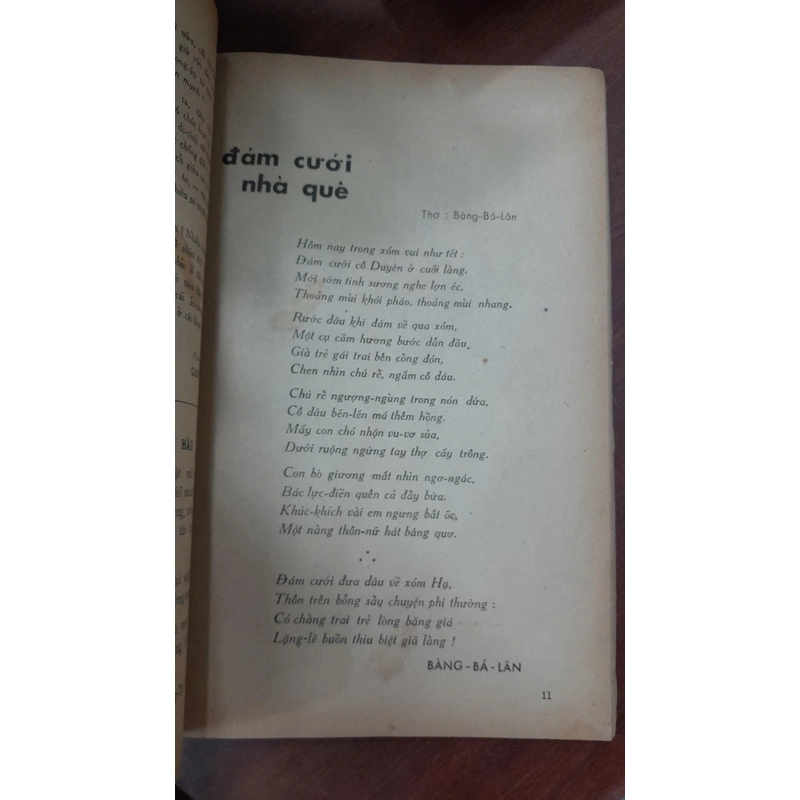 đám cưới
nhà quê
Thơ : Bàng-Bá-Lân
Hôm nay trong xóm vui như tết :
Đám cưới cô Duyên ở cuối làng.
Mới sớm tinh sương nghe lợn éc,
Thoảng mùi khói pháo, thoảng mùi nhang.
Rước dâu khi đám về qua xóm,
Một cụ cầm hương bước dẫn đầu,
Già trẻ gái trai bên cổng đón,
Chen nhìn chú rể, ngắm cô dâu.
Chú rể ngượng-ngùng trong nón dứa,
Cô dâu bẽn-lẽn má thêm hồng.
Mấy con chó nhộn vu-vơ sủa,
Dưới ruộng ngừng tay thợ cấy trồng.
Con bò giương mắt nhìn ngơ-ngác,
Bác lực-điền quên cả đẩy bừa.
Khúc-khích vài em ngưng bắt ốc,
Một nàng thôn-nữ hát bâng quơ.
Đám cưới đưa dâu về xóm Hạ,
Thôn trên bỗng sẩy chuyện phi thường :
Có chàng trai trẻ lòng băng giá
Lặng-lẽ buồn thiu biệt giã làng !
BÀNG-BÁ-LÂN
11